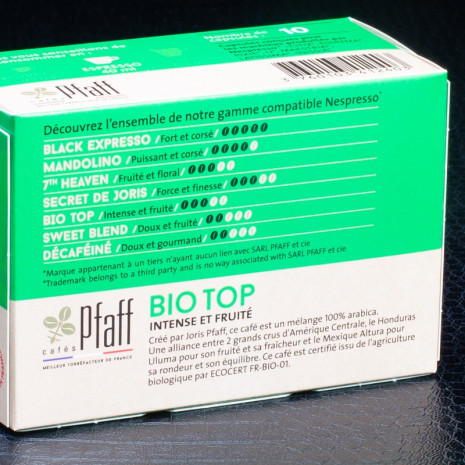 ESPRESSO
40 ml
10
cafés
Pfaff
Découvrez l'ensemble de notre gamme compatible Nespresso*
BLACK EXPRESSO / Fort et corsé
MANDOLINO / Puissant et corsé
7TH HEAVEN / Fruité et floral
SECRET DE JORIS / Force et finesse
BIO TOP / Intense et fruité
SWEET BLEND / Doux et fruité
DÉCAFÉINÉ / Doux et gourmand
*Marque appartenant à un tiers n'ayant aucun lien avec SARL PFAFF et cie
*Trademark belongs to a third party and is no way associated with SARL PFAFF et cie
cafés
Pfaff
MEILLEUR TORRÉFACTEUR DE FRANCE
BIO TOP
INTENSE ET FRUITÉ
Créé par Joris Pfaff, ce café est un mélange 100% arabica.
Une alliance entre 2 grands crus d'Amérique Centrale, le Honduras
Uluma pour son fruité et sa fraîcheur et le Mexique Altura pour
sa rondeur et son équilibre. Ce café est certifié issu de l'agriculture
biologique par ECOCERT FR-BIO-01.